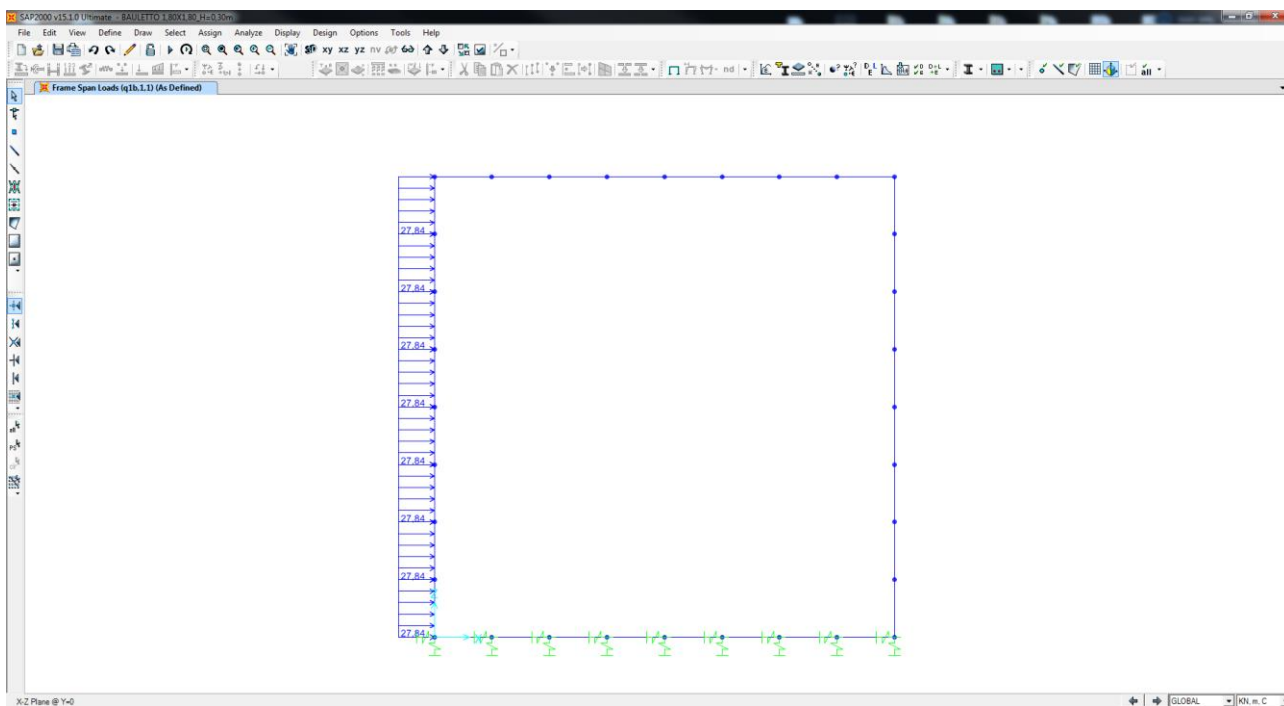 SAP2000 v15.1.0 Ultimate - BAULETTO 1,80X1,80_H=0,30m
File Edit View Define Draw Select Assign Analyze Display Design Options Tools Help
xy xz yz nv
nd
all
Frame Span Loads (q1b,1,1) (As Defined)
27,84
27,84
27,84
27,84
27,84
27,84
27,84
27,84
X
X-Z Plane @ Y=0
GLOBAL
KN, m, C